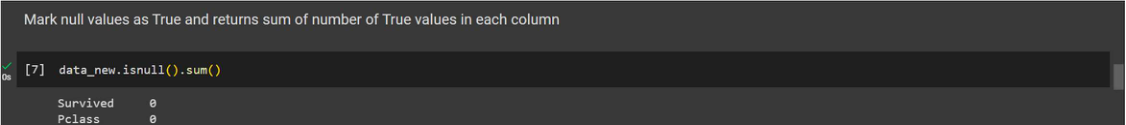 Mark null values as True and returns sum of number of True values in each column
[7] data_new.isnull().sum()
0s
Survived 0
Pclass 0